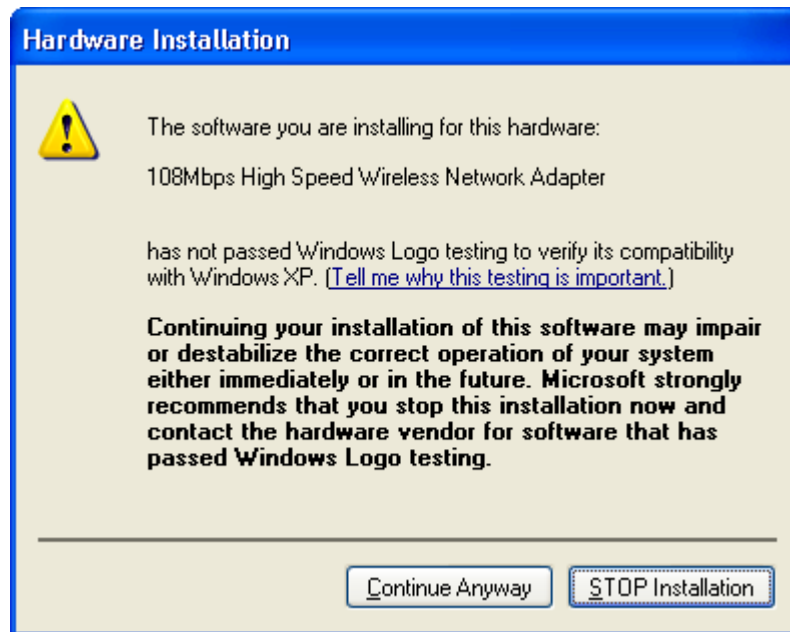 Hardware Installation
The software you are installing for this hardware:
108Mbps High Speed Wireless Network Adapter
has not passed Windows Logo testing to verify its compatibility
with Windows XP. (Tell me why this testing is important.)
Continuing your installation of this software may impair
or destabilize the correct operation of your system
either immediately or in the future. Microsoft strongly
recommends that you stop this installation now and
contact the hardware vendor for software that has
passed Windows Logo testing.
Continue Anyway
STOP Installation